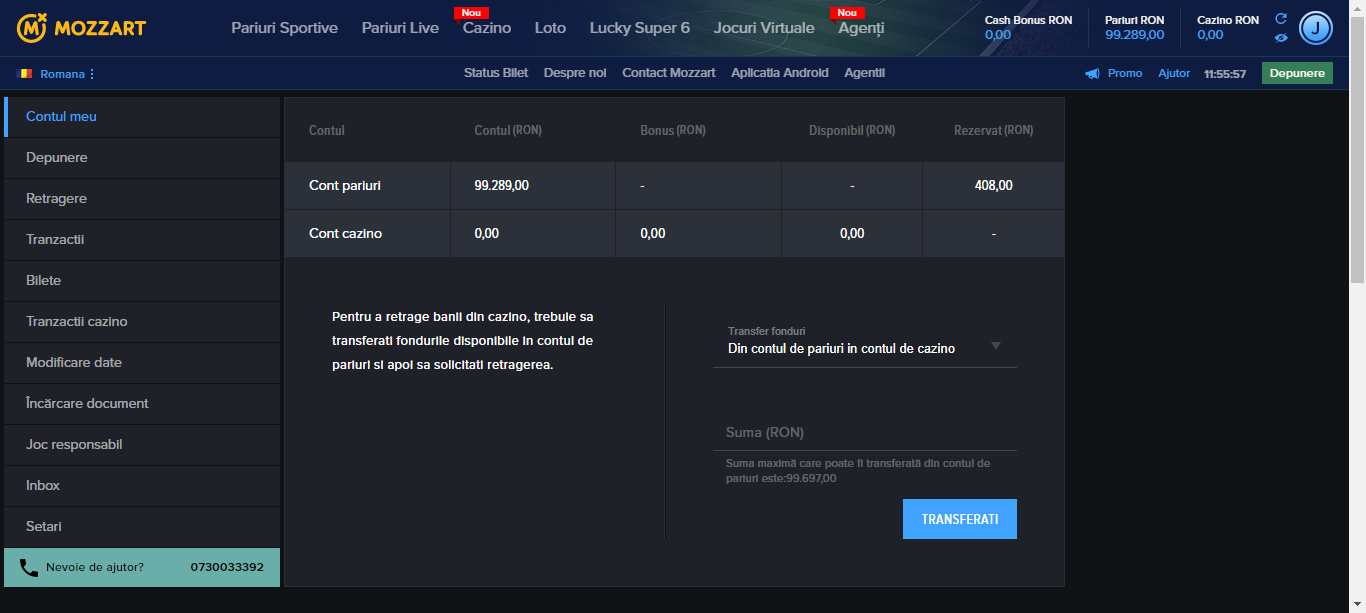 MOZZART
Pariuri Sportive
Pariuri Live
Nou
Cazino
Loto
Lucky Super 6
Jocuri Virtuale
Nou
Agenți
Cash Bonus RON
0,00
Pariuri RON
99.289,00
Cazino RON
0,00
J
Romana
Status Bilet
Despre noi
Contact Mozzart
Aplicatia Android
Agentii
Promo
Ajutor
11:55:57
Depunere
Contul meu
Depunere
Retragere
Tranzactii
Bilete
Tranzactii cazino
Modificare date
Încărcare document
Joc responsabil
Inbox
Setari
Nevoie de ajutor? 0730033392
Contul Contul (RON) Bonus (RON) Disponibil (RON) Rezervat (RON)
Cont pariuri 99.289,00 - - 408,00
Cont cazino 0,00 0,00 0,00 -
Pentru a retrage banii din cazino, trebuie sa
transferati fondurile disponibile in contul de
pariuri si apoi sa solicitati retragerea.
Transfer fonduri
Din contul de pariuri in contul de cazino
Suma (RON)
Suma maximă care poate fi transferată din contul de
pariuri este:99.697,00
TRANSFERATI